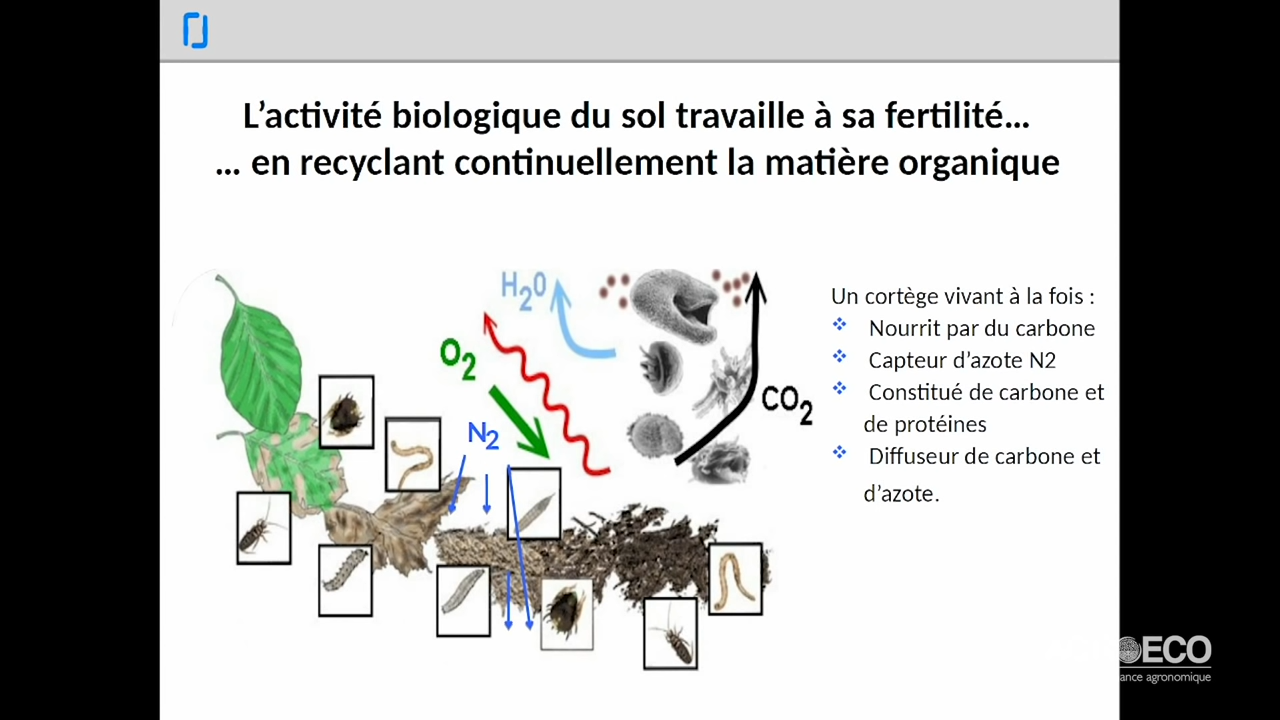 L'activité biologique du sol travaille à sa fertilité...
... en recyclant continuellement la matière organique
H20
O2
N2
CO2
Un cortège vivant à la fois :
Nourrit par du carbone
Capteur d'azote N2
Constitué de carbone et
de protéines
Diffuseur de carbone et
d'azote.
ECO
agronomique